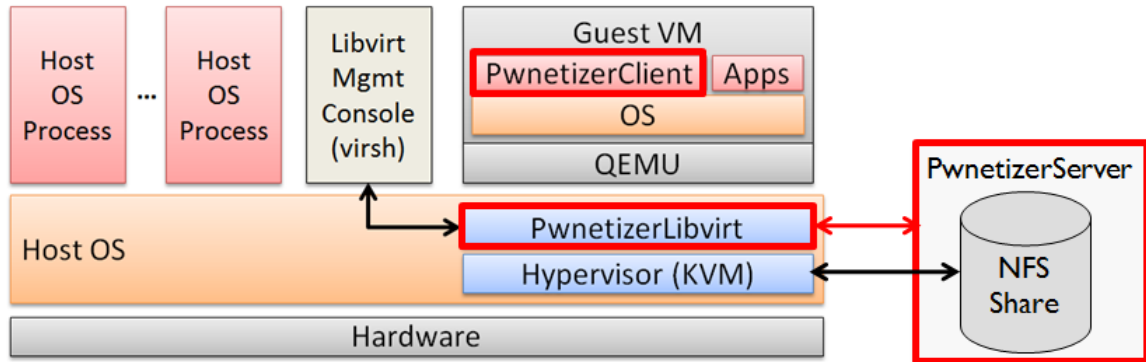 Host
OS
Process
...
Host
OS
Process
Libvirt
Mgmt
Console
(virsh)
Guest VM
PwnetizerClient
Apps
OS
QEMU
Host OS
PwnetizerLibvirt
Hypervisor (KVM)
Hardware
PwnetizerServer
NFS
Share